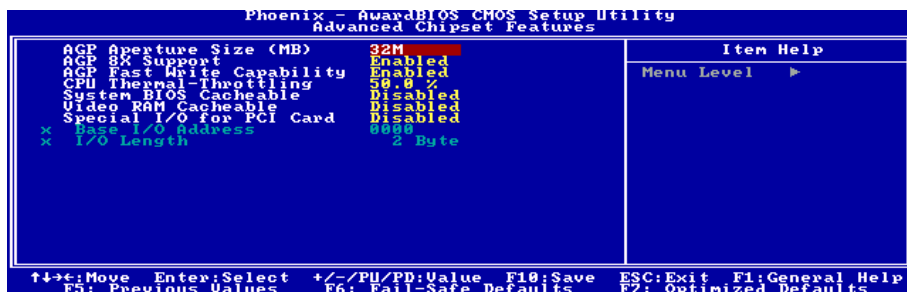 Phoenix - AwardBIOS CMOS Setup Utility
Advanced Chipset Features
AGP Aperture Size (MB) 32M
AGP 8X Support Enabled
AGP Fast Write Capability Enabled
CPU Thermal-Throttling 50.0 %
System BIOS Cacheable Disabled
Video RAM Cacheable Disabled
Special I/O for PCI Card Disabled
x Base I/O Address 0000
x I/O Length 2 Byte
Item Help
Menu Level ►
↑↓→←:Move Enter:Select +/-/PU/PD:Value F10:Save ESC:Exit F1:General Help
F5: Previous Values F6: Fail-Safe Defaults F7: Optimized Defaults